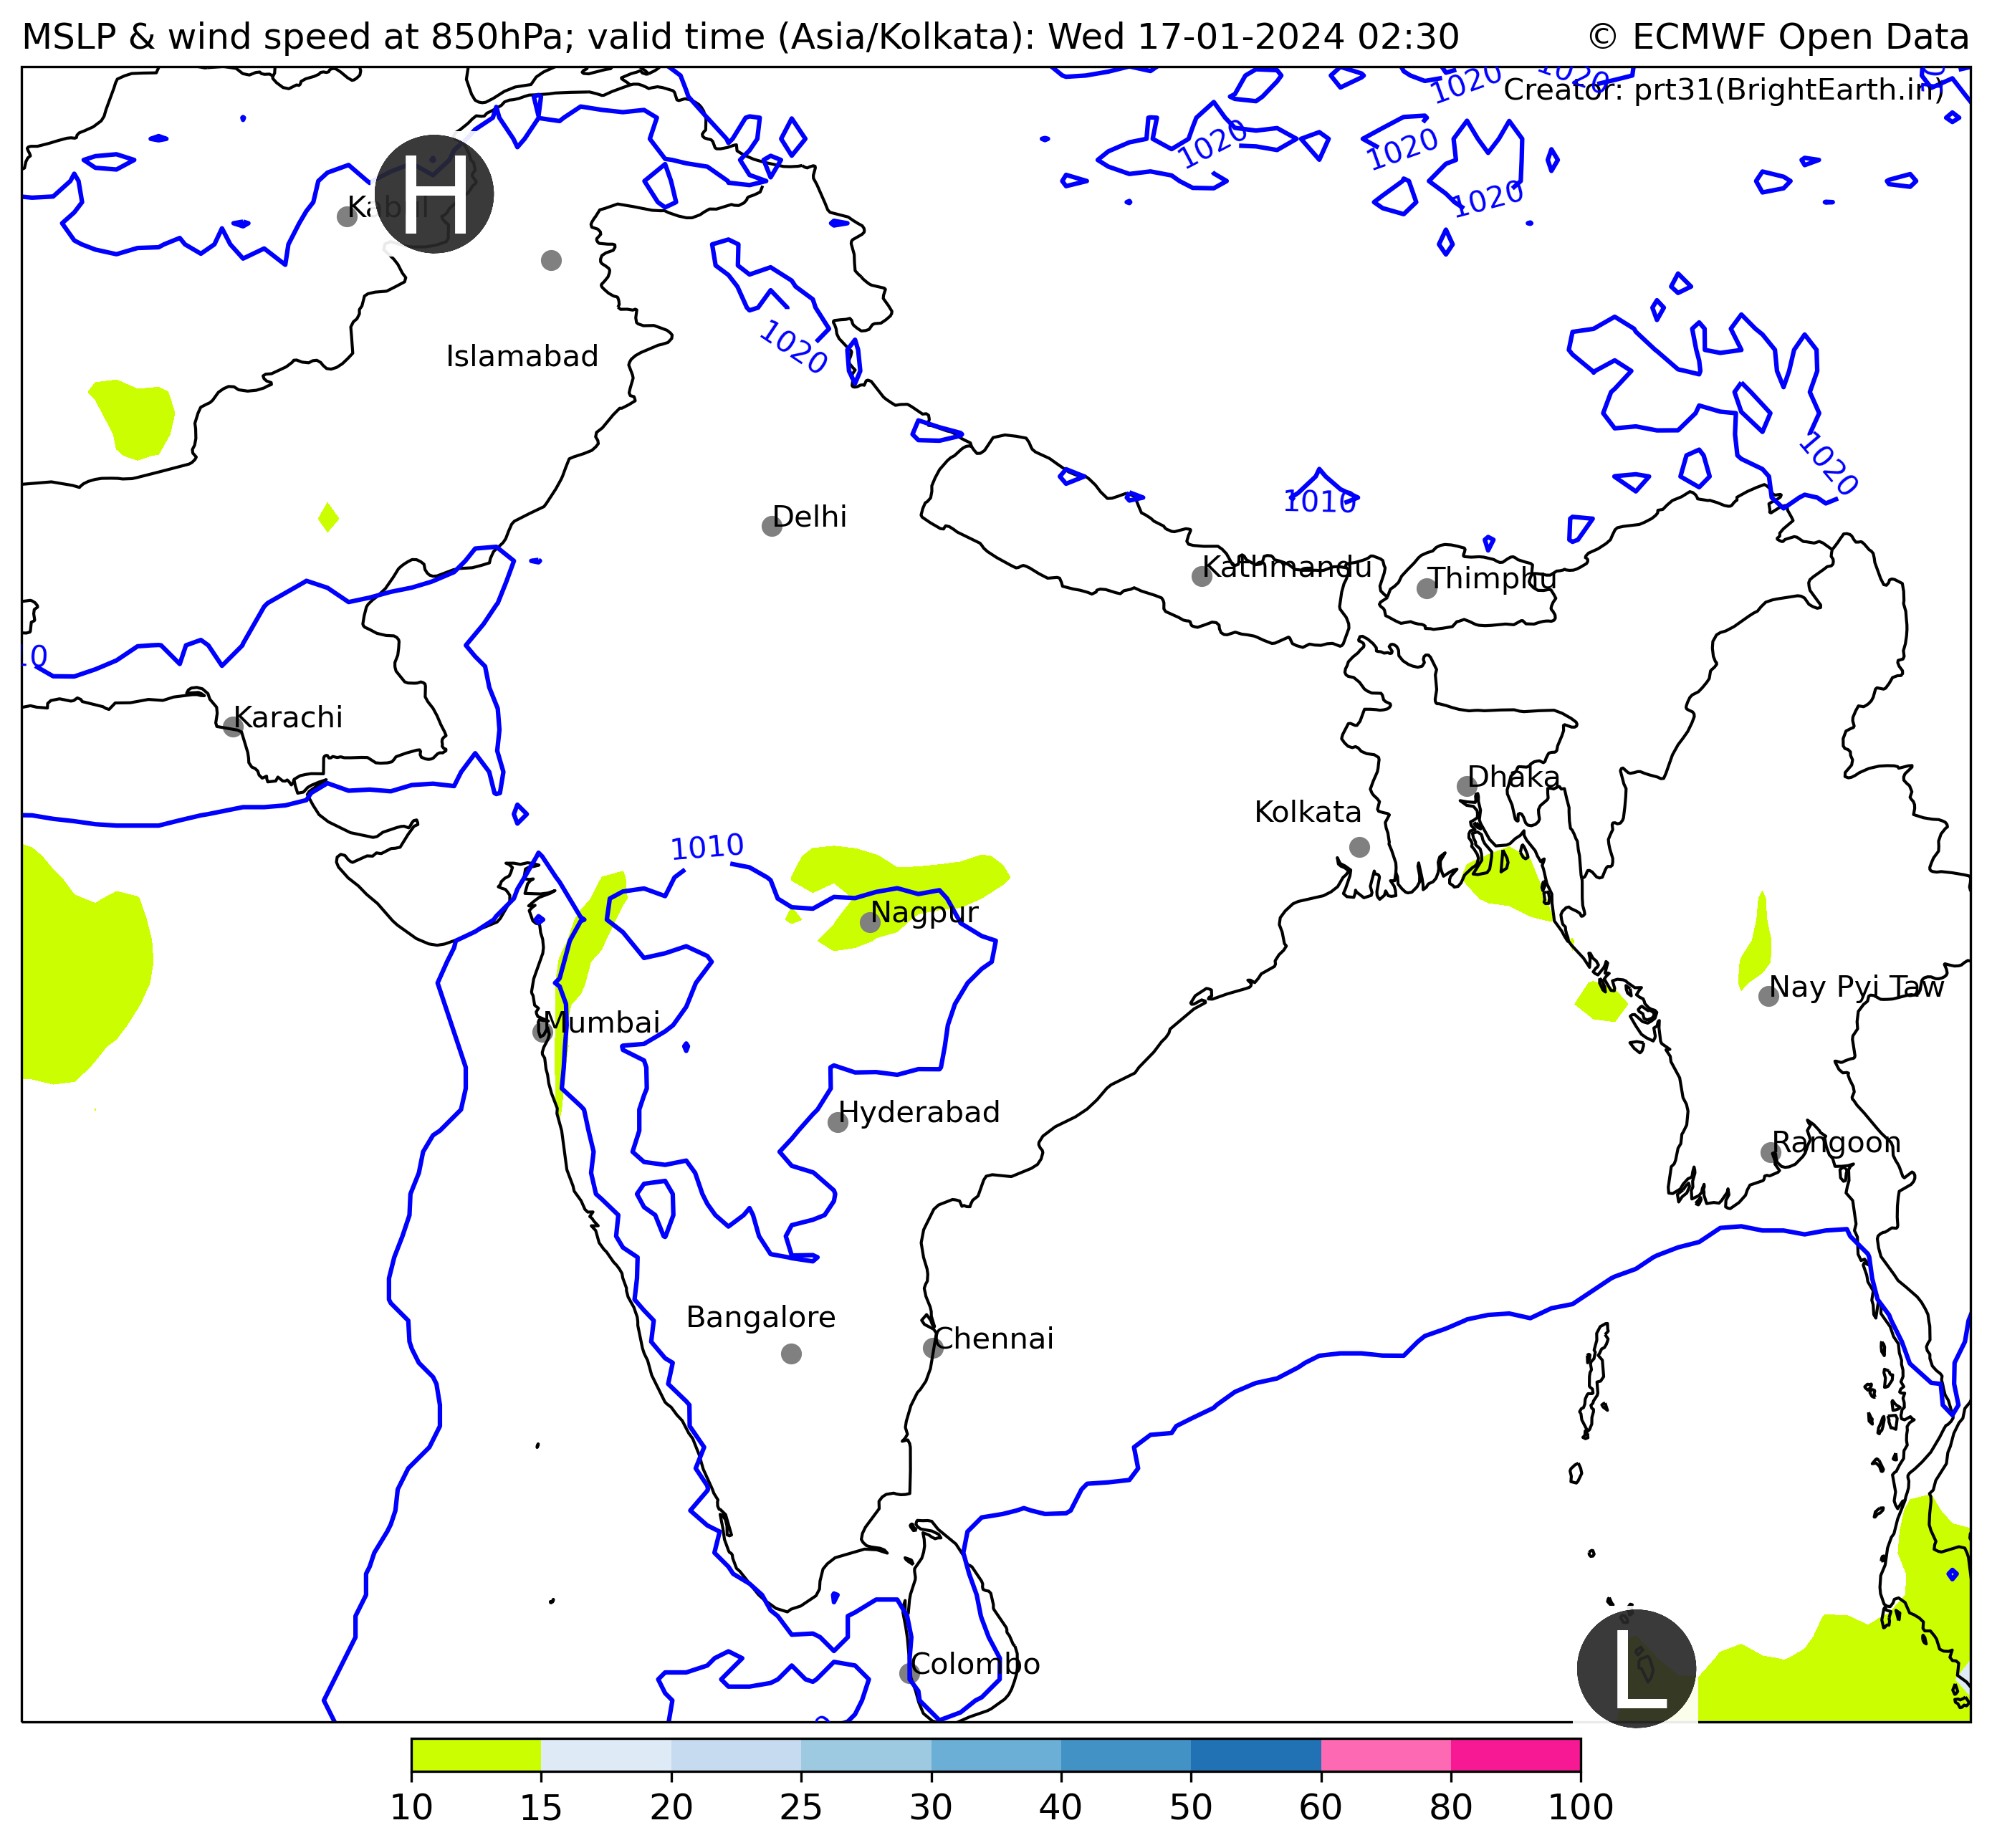 MSLP & wind speed at 850hPa; valid time (Asia/Kolkata): Wed 17-01-2024 02:30 © ECMWF Open Data
1020
1020
Creator: prt31(BrightEarth.in)
1020
1020
1020
H
Kabul
1020
Islamabad
1020
1010
Delhi
Kathmandu
Thimphu
Karachi
Dhaka
Kolkata
1010
Nagpur
Nay Pyi Taw
Mumbai
Hyderabad
Rangoon
Bangalore
Chennai
Colombo
L
10 15 20 25 30 40 50 60 80 100